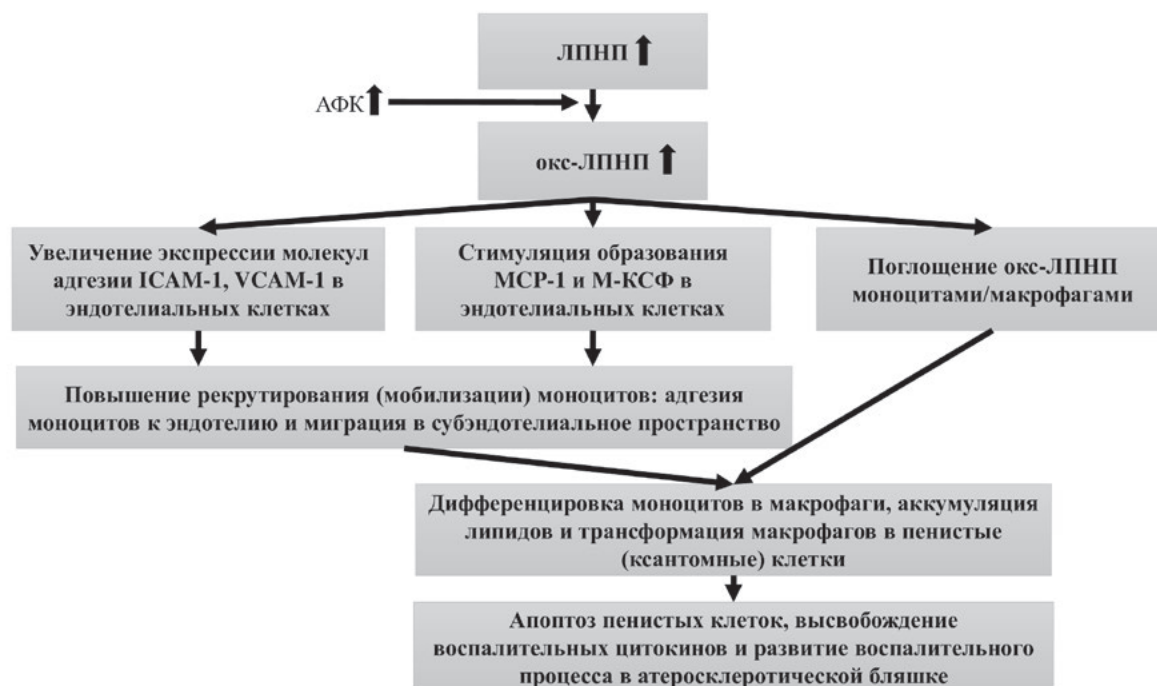 ЛПНП
АФК
окс-ЛПНП
Увеличение экспрессии молекул
адгезии ICAM-1, VCAM-1 в
эндотелиальных клетках
Стимуляция образования
МСР-1 и М-КСФ в
эндотелиальных клетках
Поглощение окс-ЛПНП
моноцитами/макрофагами
Повышение рекрутирования (мобилизации) моноцитов: адгезия
моноцитов к эндотелию и миграция в субэндотелиальное пространство
Дифференцировка моноцитов в макрофаги, аккумуляция
липидов и трансформация макрофагов в пенистые
(ксантомные) клетки
Апоптоз пенистых клеток, высвобождение
воспалительных цитокинов и развитие воспалительного
процесса в атеросклеротической бляшке